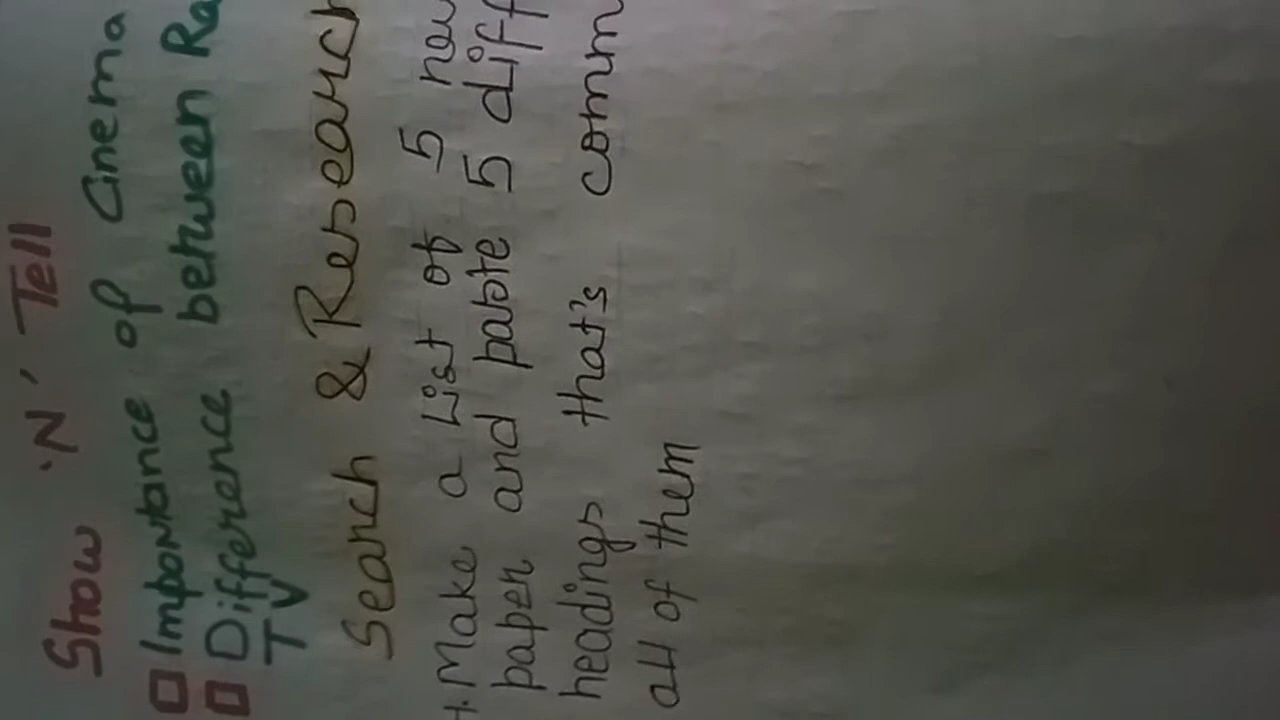 Show 'N' Tell
Importance of Cinema
Difference between Ra
TV
Search & Research
1. Make a List of 5 new
paper and paste 5 diff
headings that's comm
all of them